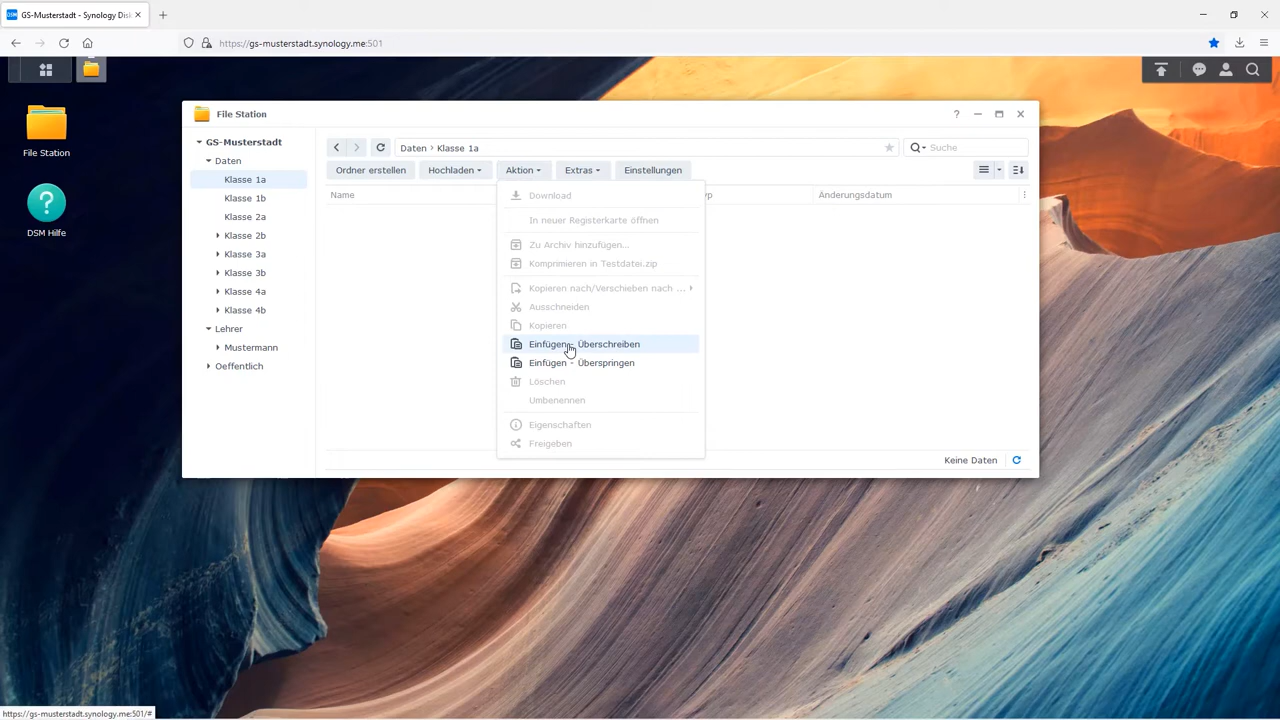 GS-Musterstadt - Synology Dis
https://gs-musterstadt.synology.me:501
File Station
DSM Hilfe
File Station
GS-Musterstadt
Daten
Klasse 1a
Klasse 1b
Klasse 2a
Klasse 2b
Klasse 3a
Klasse 3b
Klasse 4a
Klasse 4b
Lehrer
Mustermann
Oeffentlich
Daten › Klasse 1a
Suche
Ordner erstellen
Hochladen
Aktion
Extras
Einstellungen
Name
yp
Änderungsdatum
Download
In neuer Registerkarte öffnen
Zu Archiv hinzufügen...
Komprimieren in Testdatei.zip
Kopieren nach/Verschieben nach ...
Ausschneiden
Kopieren
Einfügen - Überschreiben
Einfügen - Überspringen
Löschen
Umbenennen
Eigenschaften
Freigeben
Keine Daten
https://gs-musterstadt.synology.me:501/#